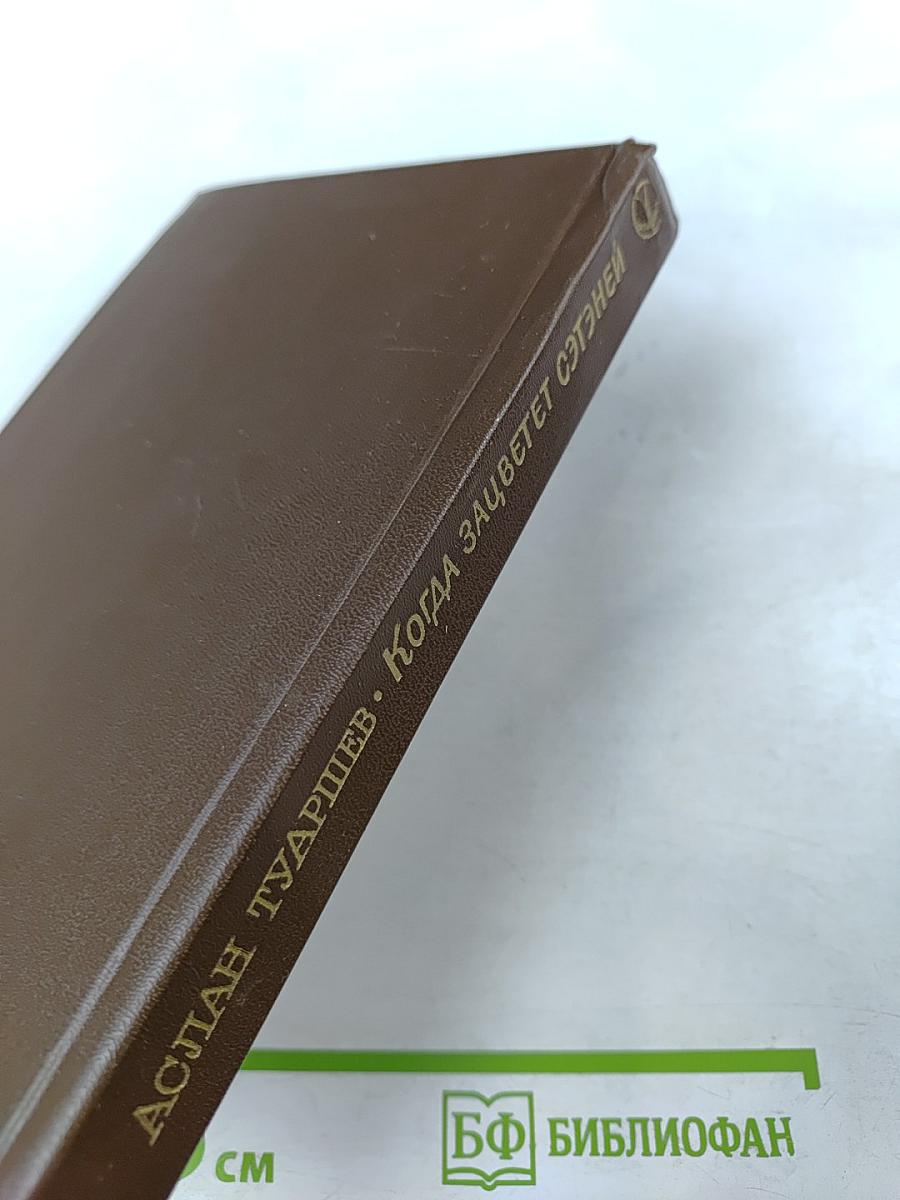 АСЛАН ТУАРШЕВ · КОГДА ЗАЦВЕТЕТ СЭТЭНЕЙ
СМ
БФ БИБЛИОФАН